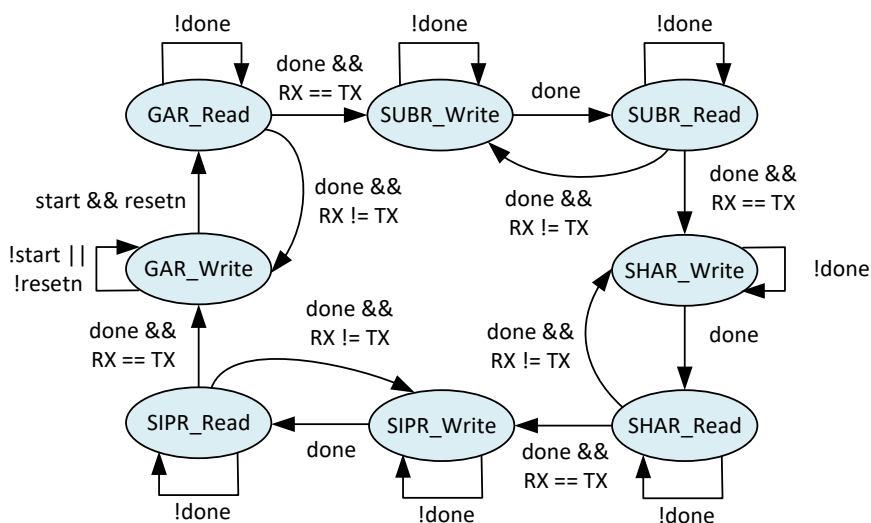 !done
!done
!done
done &&
RX == TX
done
GAR_Read
SUBR_Write
SUBR_Read
done &&
RX != TX
done &&
RX != TX
done &&
RX == TX
start && resetn
!start ||
!resetn
GAR_Write
SHAR_Write
!done
done &&
RX == TX
done &&
RX != TX
done &&
RX != TX
done
SIPR_Read
done
SIPR_Write
done &&
RX == TX
SHAR_Read
!done
!done
!done